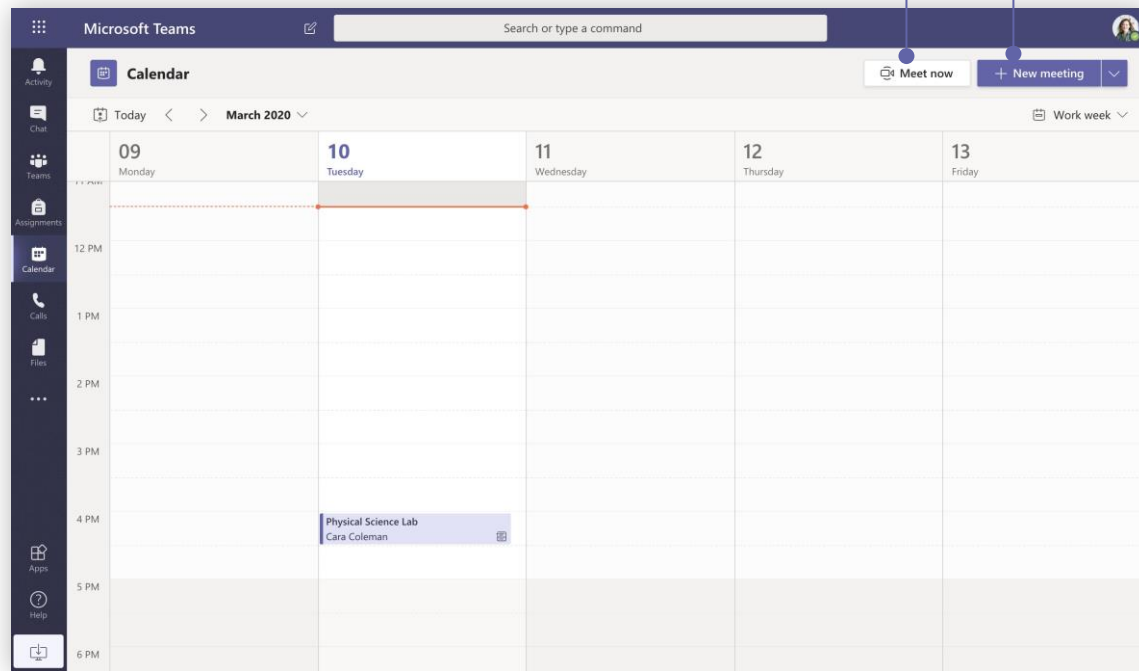 Microsoft Teams
Search or type a command
Activity
Chat
Teams
Assignments
Calendar
Calls
Files
Apps
Help
Calendar
Meet now
+ New meeting
Today
March 2020
Work week
09
Monday
10
Tuesday
11
Wednesday
12
Thursday
13
Friday
11 AM
12 PM
1 PM
2 PM
3 PM
4 PM
Physical Science Lab
Cara Coleman
5 PM
6 PM